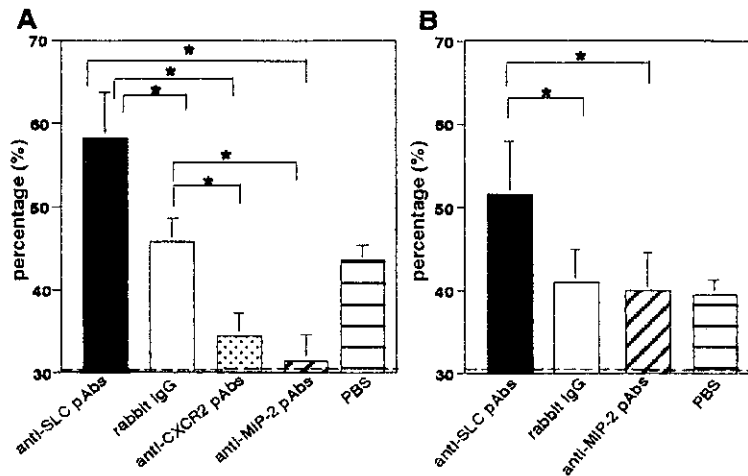 A
70
60
50
40
30
percentage (%)
*
*
*
*
*
anti-SLC pAbs
rabbit IgG
anti-CXCR2 pAbs
anti-MIP-2 pAbs
PBS
B
70
60
50
40
30
percentage (%)
*
*
anti-SLC pAbs
rabbit IgG
anti-MIP-2 pAbs
PBS